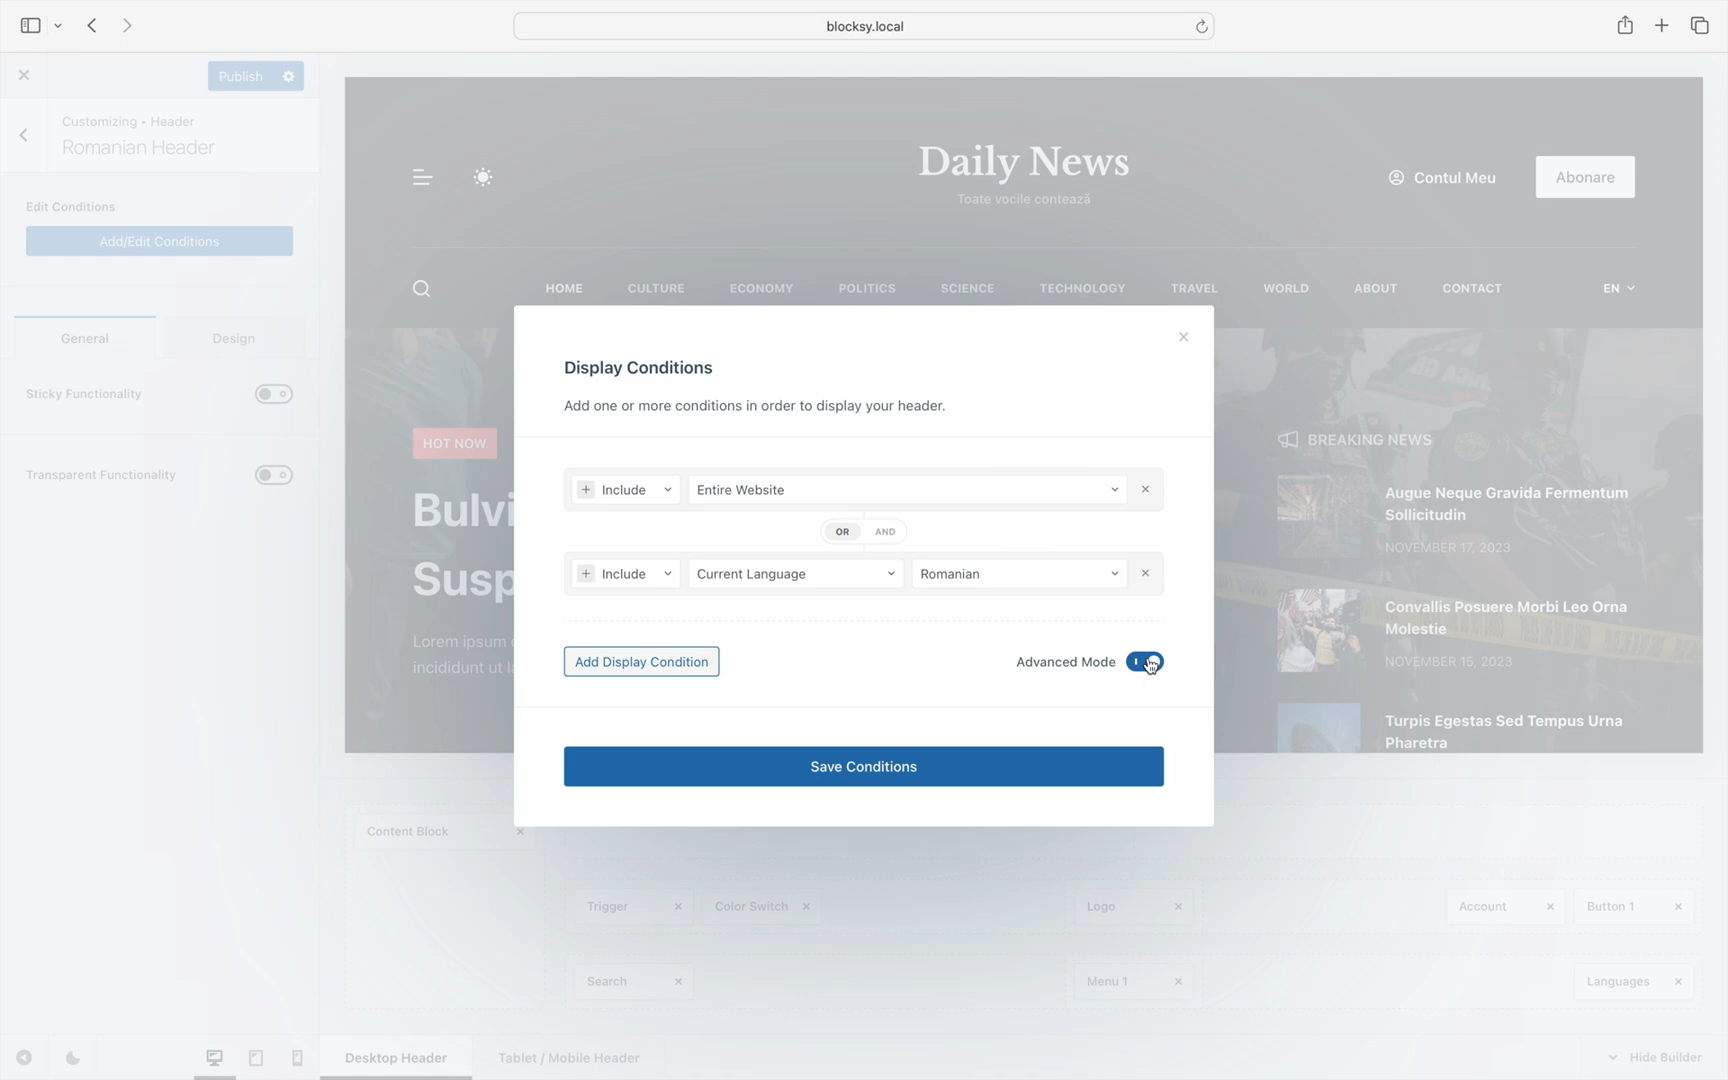 blocksy.local
Publish
Customizing • Header
Romanian Header
Edit Conditions
Add/Edit Conditions
General
Design
Sticky Functionality
Transparent Functionality
Daily News
Toate vocile contează
Contul Meu
Abonare
HOME
CULTURE
ECONOMY
POLITICS
SCIENCE
TECHNOLOGY
TRAVEL
WORLD
ABOUT
CONTACT
EN
HOT NOW
Bulvi
Susp
Lorem ipsum
incididunt ut
BREAKING NEWS
Augue Neque Gravida Fermentum
Sollicitudin
NOVEMBER 17, 2023
Convallis Posuere Morbi Leo Orna
Molestie
NOVEMBER 15, 2023
Turpis Egestas Sed Tempus Urna
Pharetra
Display Conditions
Add one or more conditions in order to display your header.
Include
Entire Website
OR
AND
Include
Current Language
Romanian
Add Display Condition
Advanced Mode
Save Conditions
Content Block
Trigger
Color Switch
Logo
Account
Button 1
Search
Menu 1
Languages
Desktop Header
Tablet / Mobile Header
Hide Builder